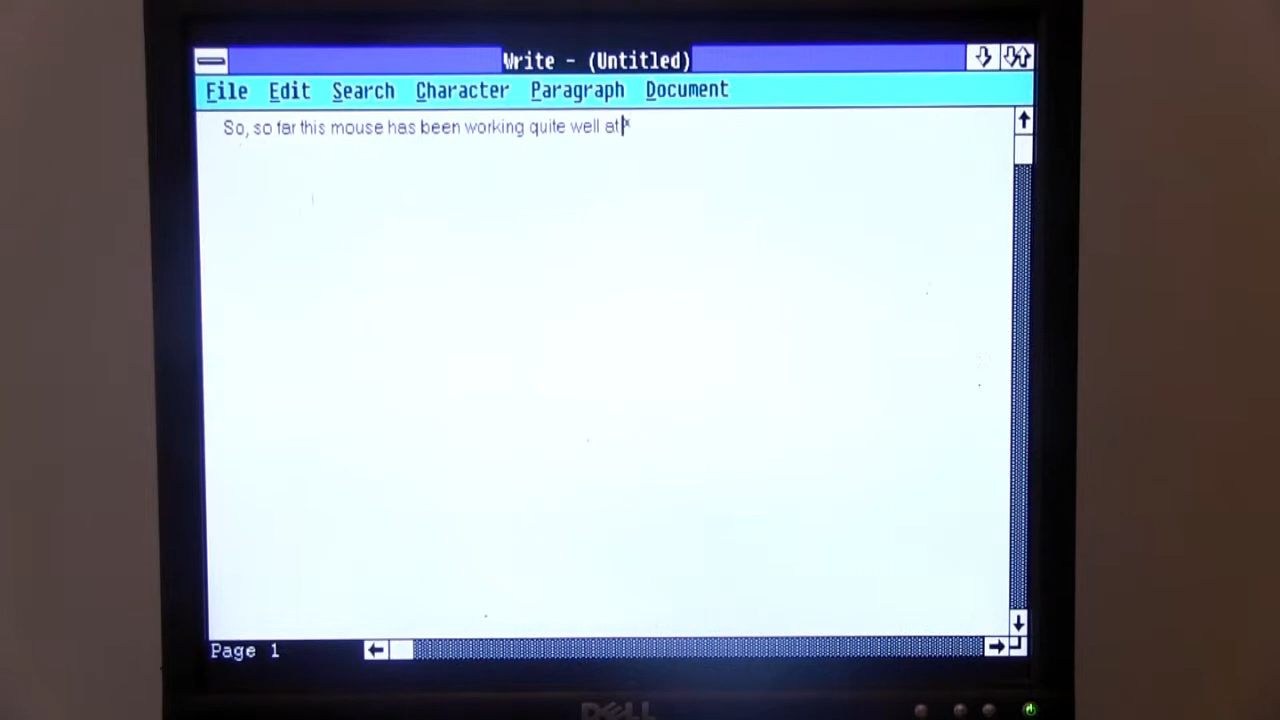 Write - (Untitled)
File Edit Search Character Paragraph Document
So, so far this mouse has been working quite well at
Page 1
DELL